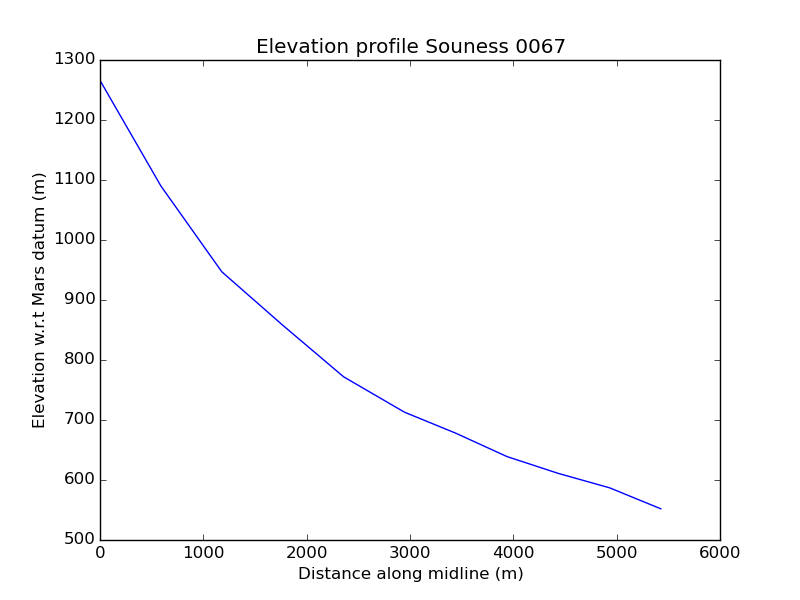 Elevation profile Souness 0067
1300
1200
1100
1000
900
800
700
600
500
Elevation w.r.t Mars datum (m)
0 1000 2000 3000 4000 5000 6000
Distance along midline (m)